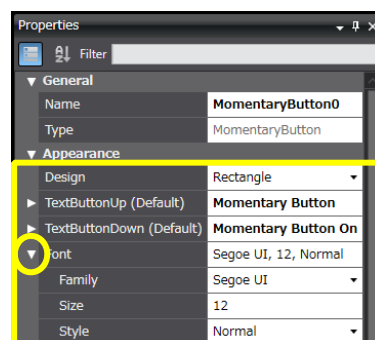 Properties
Filter
General
Name MomentaryButton0
Type MomentaryButton
Appearance
Design Rectangle
TextButtonUp (Default) Momentary Button
TextButtonDown (Default) Momentary Button On
Font Segoe UI, 12, Normal
Family Segoe UI
Size 12
Style Normal